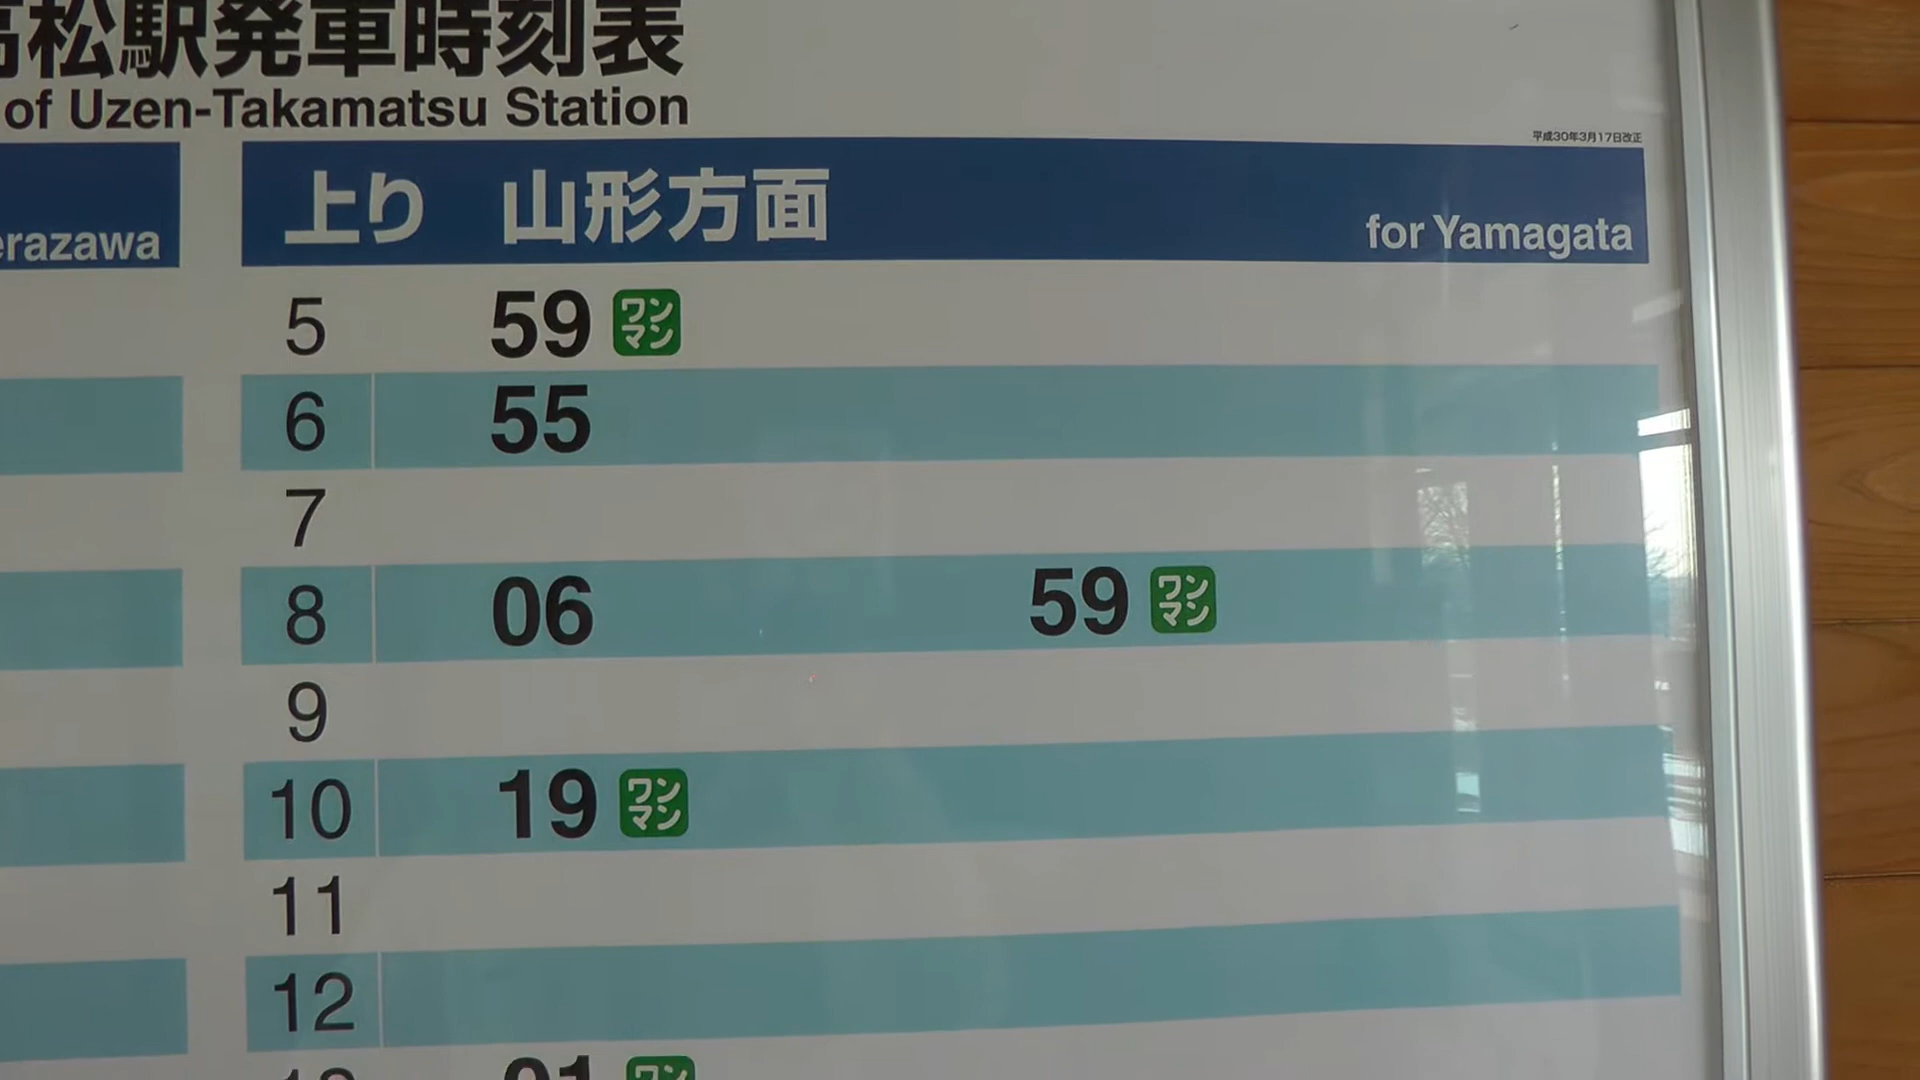 高松駅発車時刻表
of Uzen-Takamatsu Station
平成30年3月17日改正
erazawa
上り 山形方面 for Yamagata
5 59 ワンマン
6 55
7
8 06 59 ワンマン
9
10 19 ワンマン
11
12